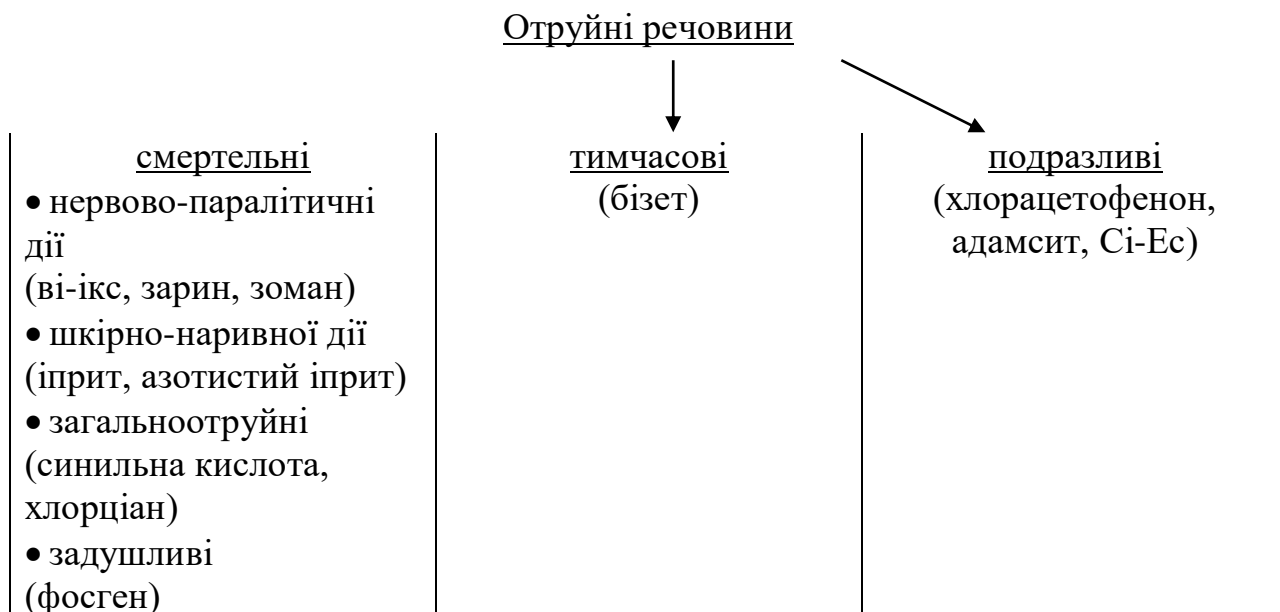 Отруйні речовини
смертельні
• нервово-паралітичні
дії
(ві-ікс, зарин, зоман)
• шкірно-наривної дії
(іприт, азотистий іприт)
• загальноотруйні
(синильна кислота,
хлорціан)
• задушливі
(фосген)
тимчасові
(бізет)
подразливі
(хлорацетофенон,
адамсит, Сі-Ес)